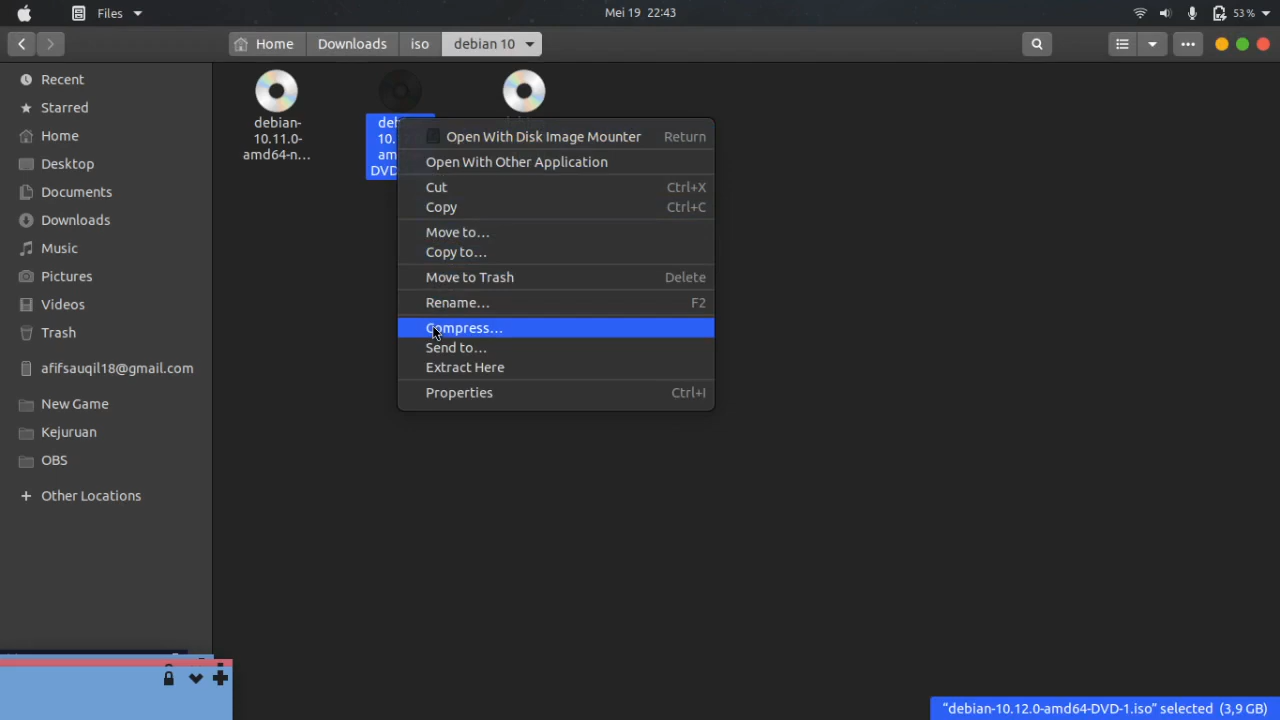 Files
Mei 19 22:43
53 %
Home
Downloads
iso
debian 10
Recent
Starred
Home
Desktop
Documents
Downloads
Music
Pictures
Videos
Trash
afifsauqil18@gmail.com
New Game
Kejuruan
OBS
Other Locations
debian-
10.11.0-
amd64-n...
deb
10.
am
DVD
Open With Disk Image Mounter Return
Open With Other Application
Cut Ctrl+X
Copy Ctrl+C
Move to...
Copy to...
Move to Trash Delete
Rename... F2
Compress...
Send to...
Extract Here
Properties Ctrl+I
"debian-10.12.0-amd64-DVD-1.iso" selected (3,9 GB)